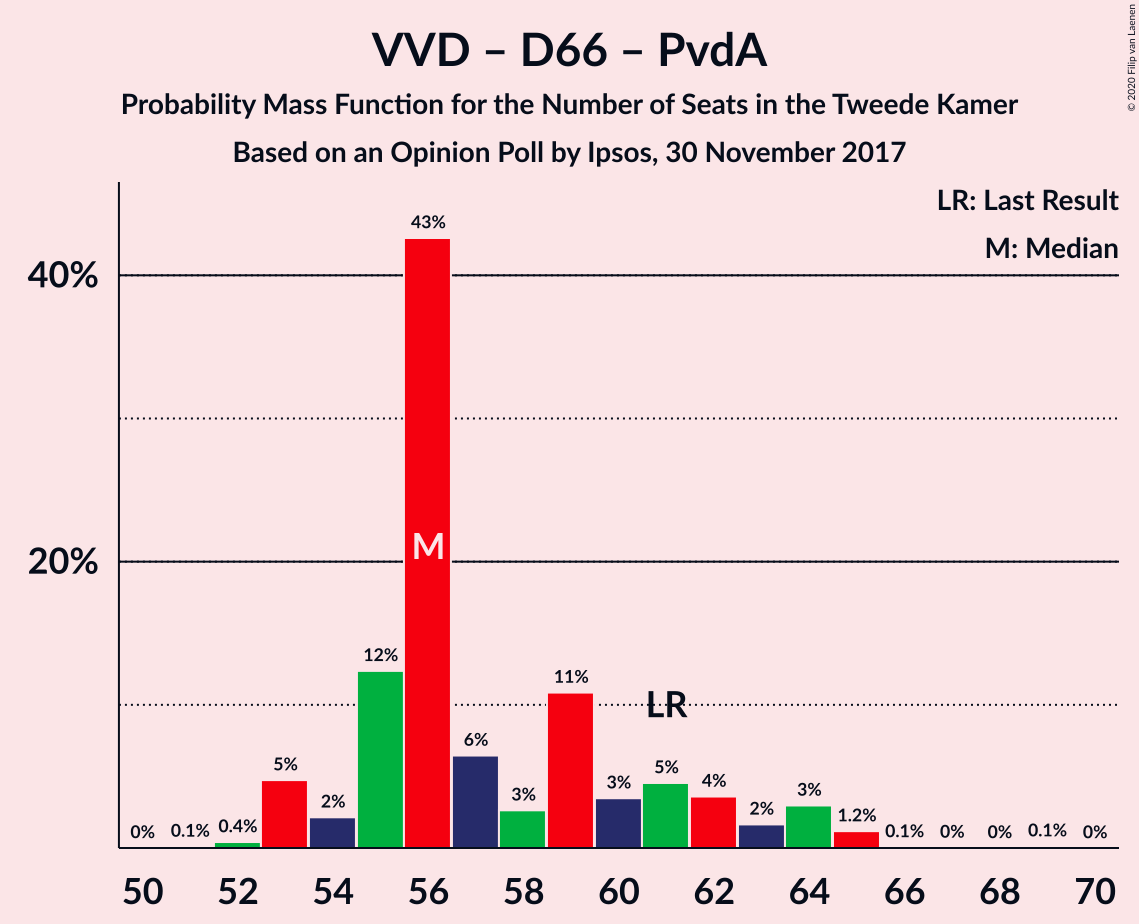 VVD – D66 – PvdA
Probability Mass Function for the Number of Seats in the Tweede Kamer
Based on an Opinion Poll by Ipsos, 30 November 2017
© 2020 Filip van Laenen
LR: Last Result
M: Median
40%
20%
0% 0.1% 0.4% 5% 2% 12% 43% 6% 3% 11% 3% 5% 4% 2% 3% 1.2% 0.1% 0% 0% 0.1% 0%
M
LR
50 52 54 56 58 60 62 64 66 68 70